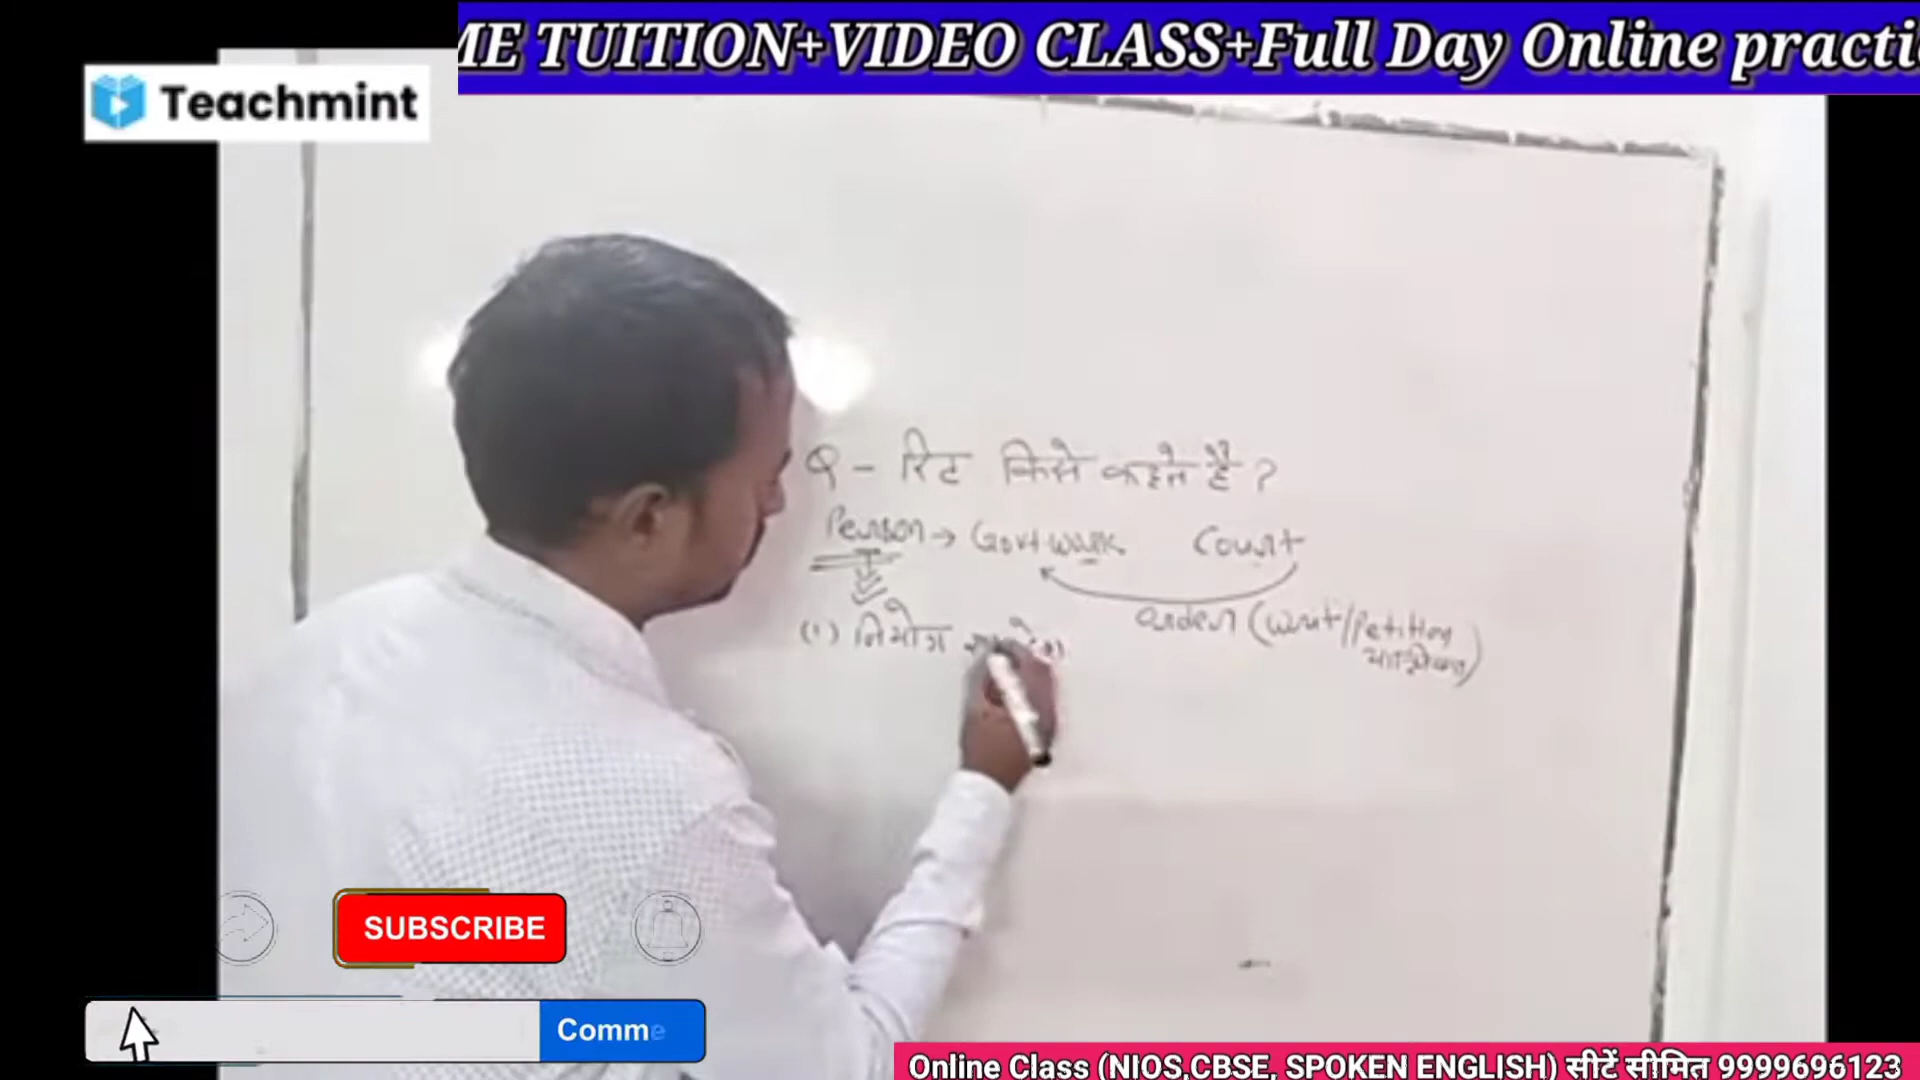 ME TUITION+VIDEO CLASS+Full Day Online practi
Teachmint
Q - रिट किसे कहते है ?
Person → Govt work Court
order (writ/Petition
याचिका)
(1)
SUBSCRIBE
Comme
Online Class (NIOS,CBSE, SPOKEN ENGLISH) सीटें सीमित 9999696123